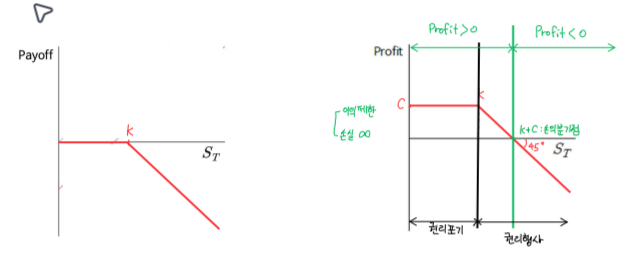 Payoff
k
S_T
Profit>0
Profit<0
Profit
C
k
이익 제한
손실 ∞
k+C : 손익분기점
45°
S_T
권리포기
권리행사